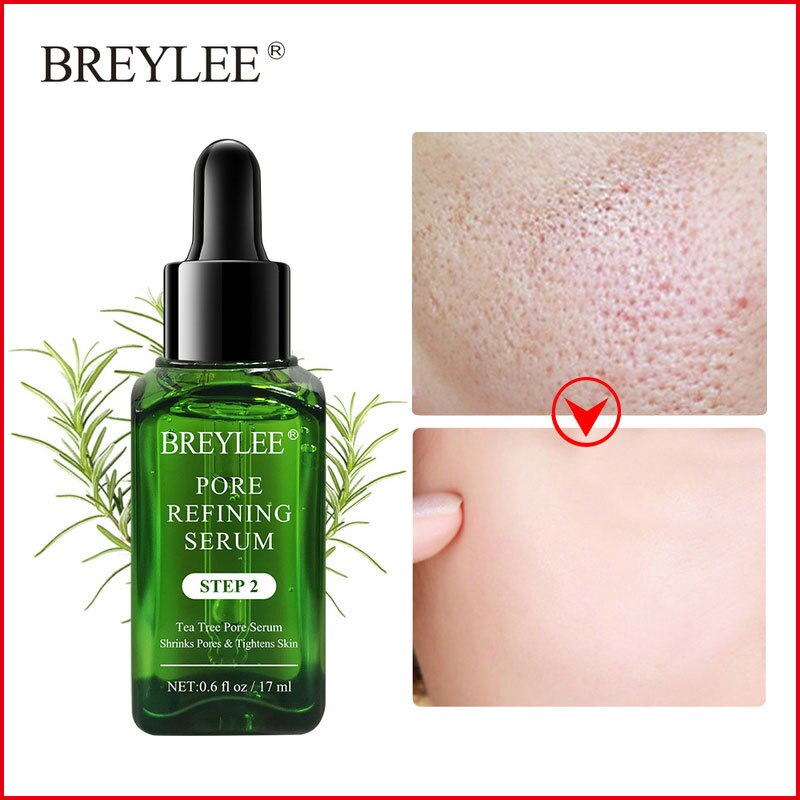 BREYLEE®
BREYLEE®
PORE
REFINING
SERUM
STEP 2
Tea Tree Pore Serum
Shrinks Pores & Tightens Skin
NET:0.6 fl oz / 17 ml